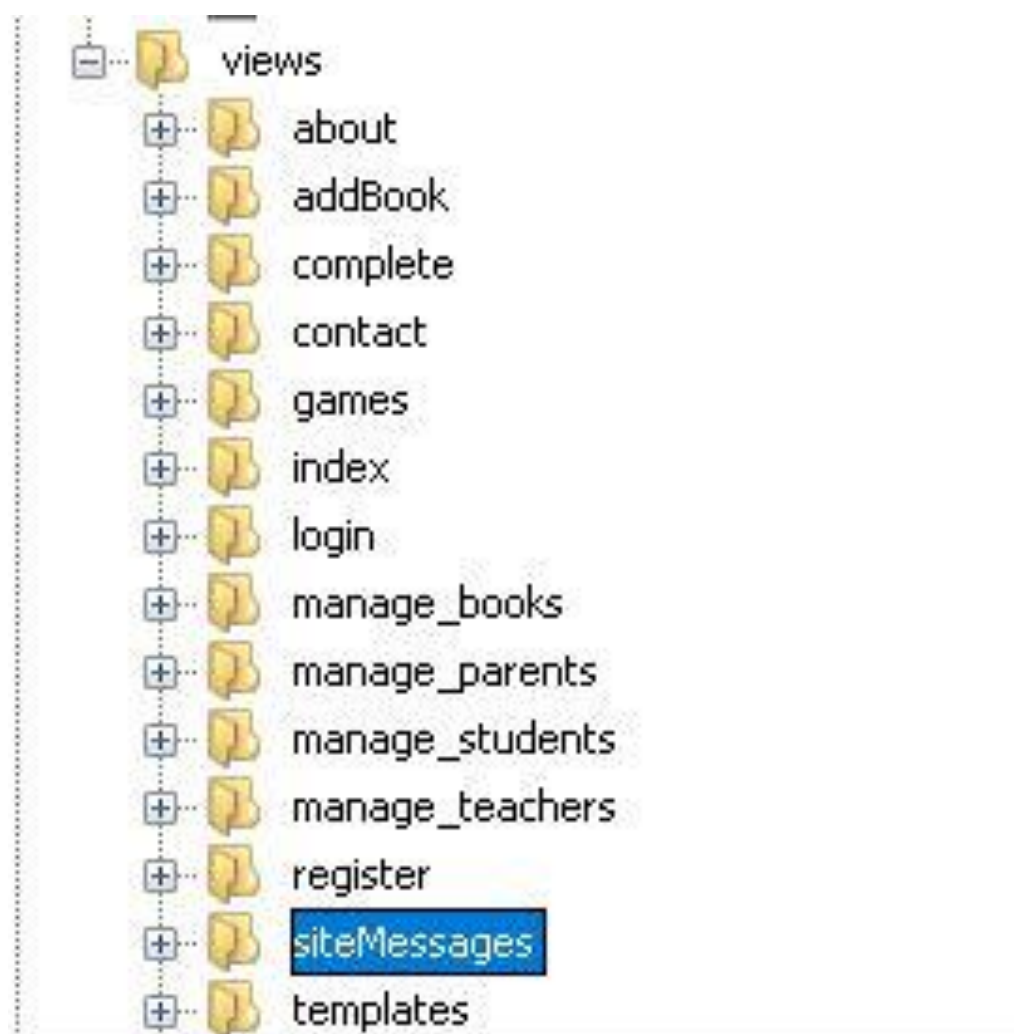 views
about
addBook
complete
contact
games
index
login
manage_books
manage_parents
manage_students
manage_teachers
register
siteMessages
templates